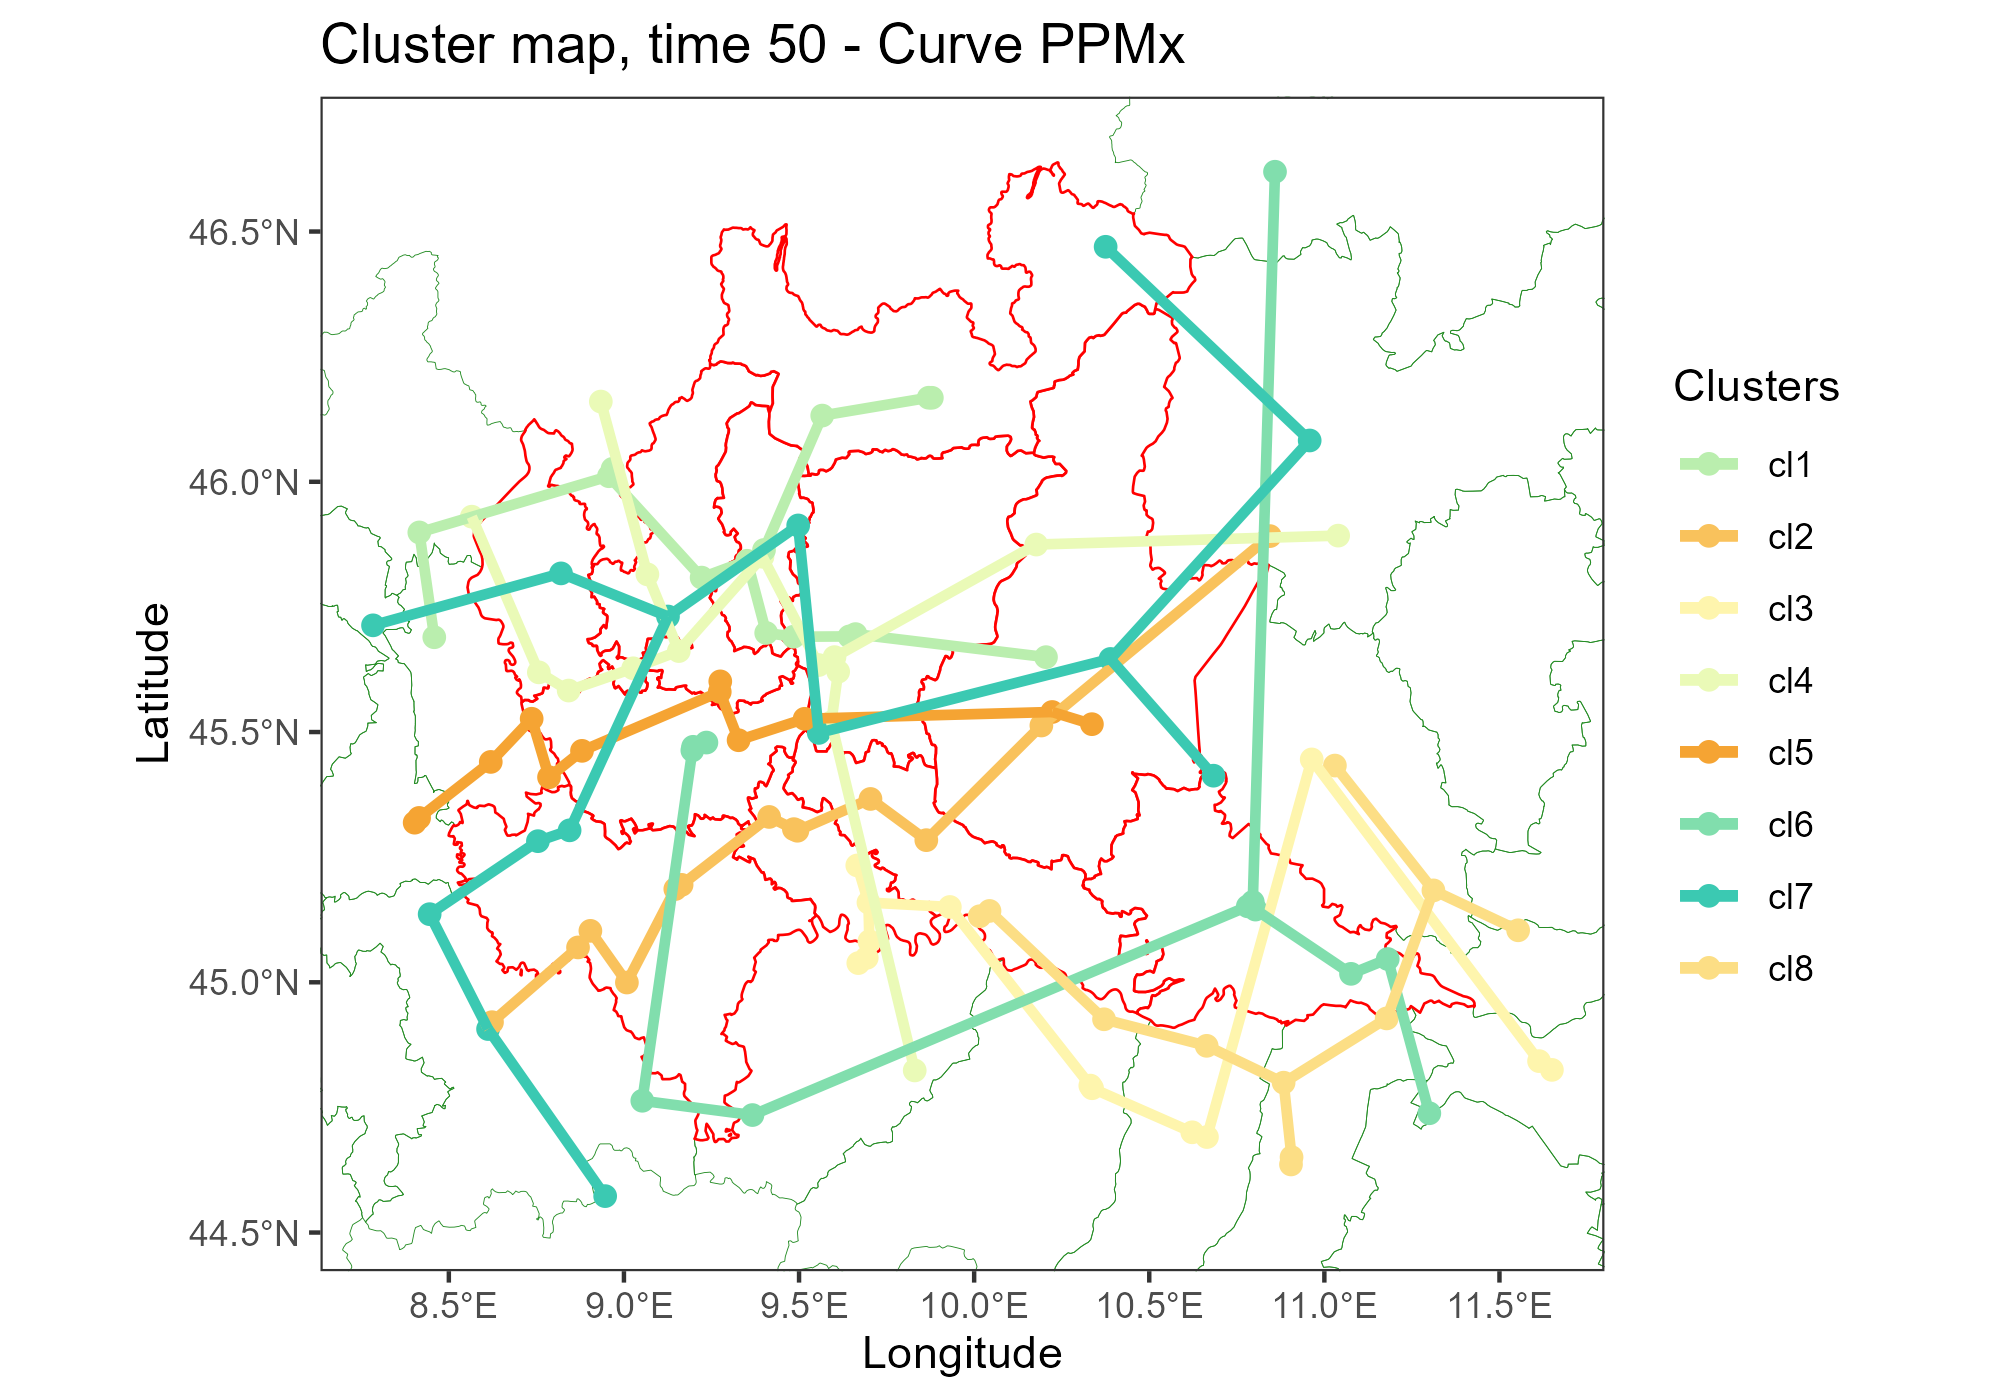 Cluster map, time 50 - Curve PPMx
46.5°N
46.0°N
45.5°N
45.0°N
44.5°N
Latitude
8.5°E
9.0°E
9.5°E
10.0°E
10.5°E
11.0°E
11.5°E
Longitude
Clusters
cl1
cl2
cl3
cl4
cl5
cl6
cl7
cl8